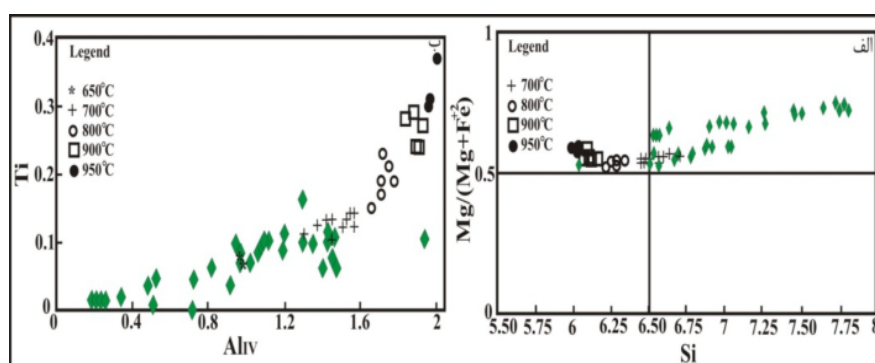 0.4
0.3
0.2
0.1
0
Ti
Legend
* 650°C
+ 700°C
800°C
900°C
950°C
0.4
0.8
1.2
1.6
2
AlIV
الف
1
0.5
0
Mg/(Mg+Fe+2)
Legend
+ 700°C
800°C
900°C
950°C
5.50 5.75 6 6.25 6.50 6.75 7 7.25 7.50 7.75 8
Si